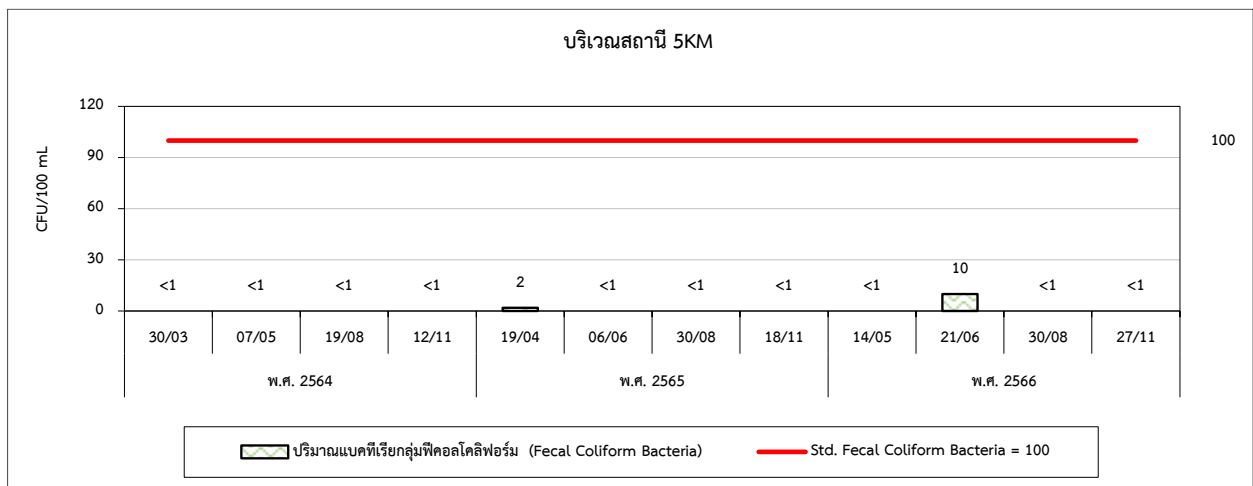 บริเวณสถานี 5KM
120
90
60
30
0
CFU/100 mL
100
<1 <1 <1 <1 2 <1 <1 <1 <1 10 <1 <1
30/03 07/05 19/08 12/11 19/04 06/06 30/08 18/11 14/05 21/06 30/08 27/11
พ.ศ. 2564 พ.ศ. 2565 พ.ศ. 2566
ปริมาณแบคทีเรียกลุ่มฟีคอลโคลิฟอร์ม (Fecal Coliform Bacteria) Std. Fecal Coliform Bacteria = 100